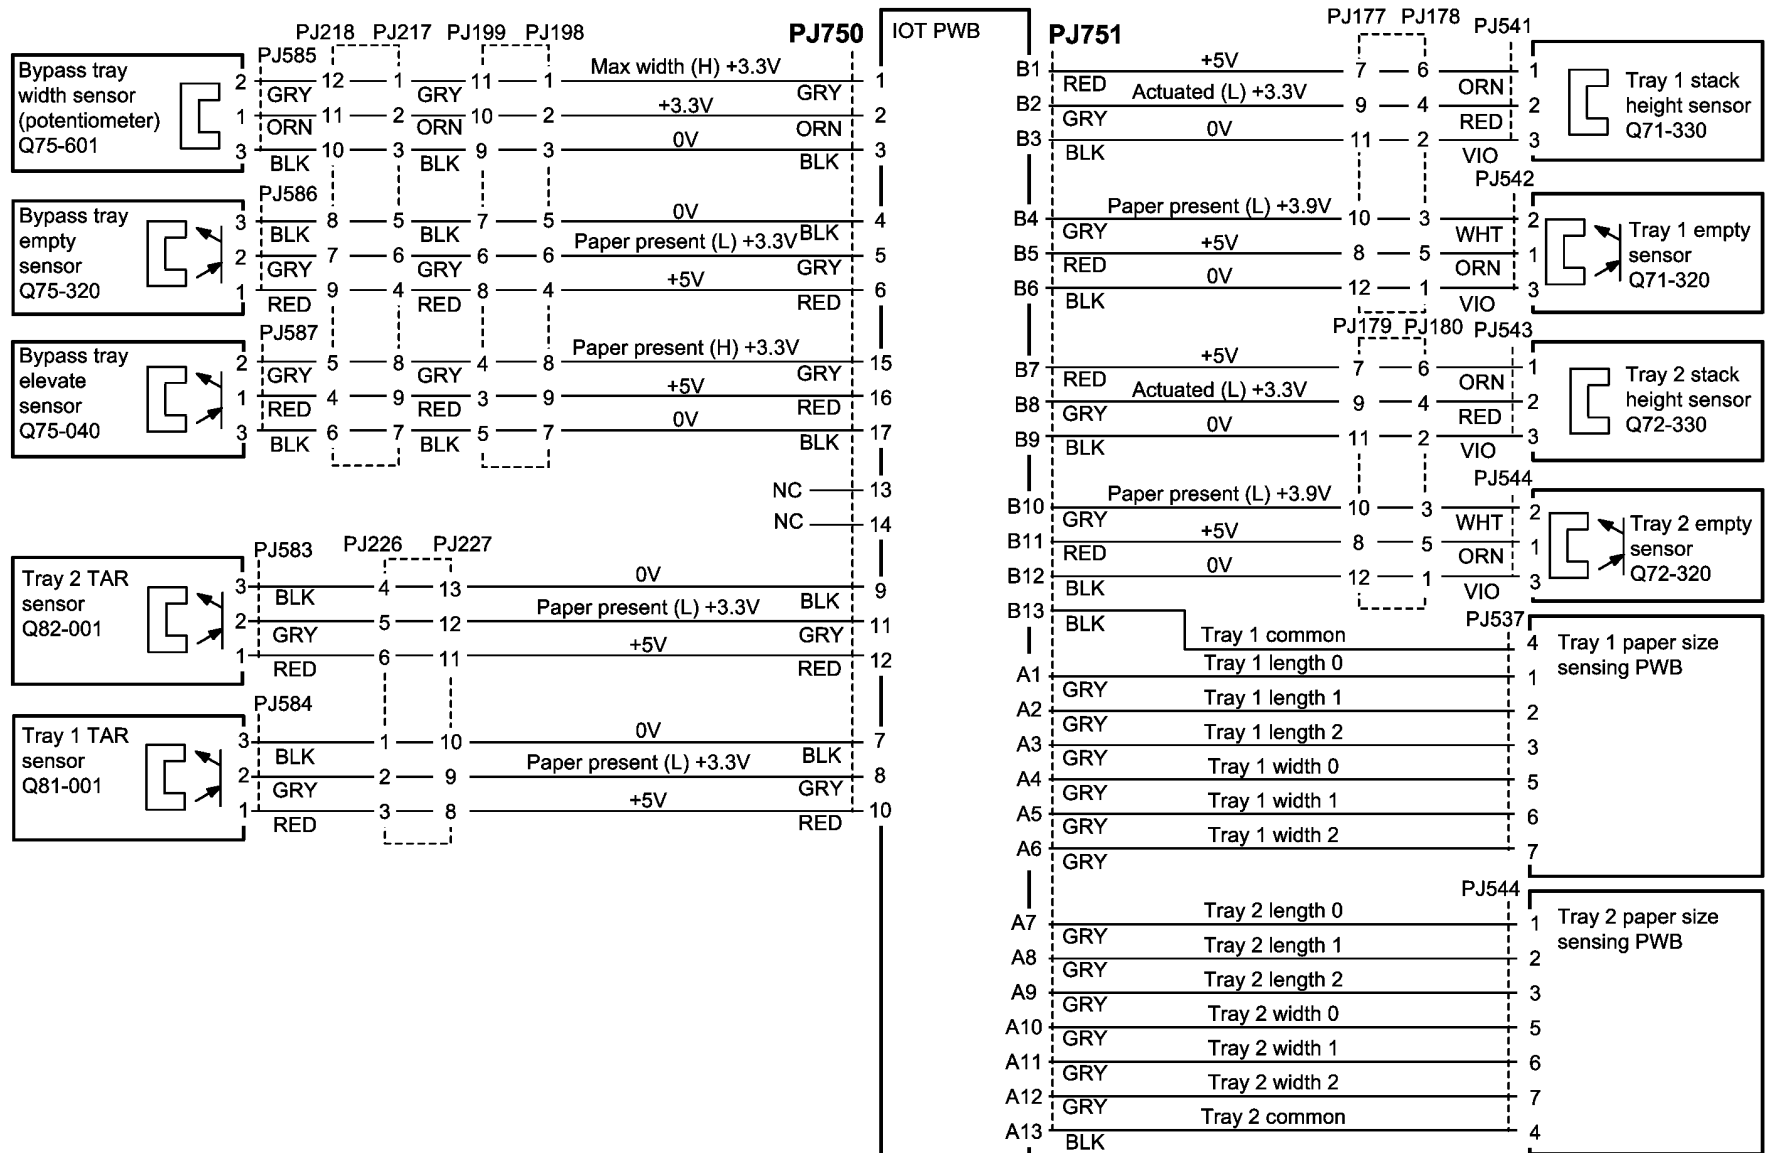 PJ218 PJ217 PJ199 PJ198 PJ750 IOT PWB
PJ585
Bypass tray
width sensor
(potentiometer)
Q75-601
2 12 1 11 1 Max width (H) +3.3V 1
GRY GRY GRY
1 11 2 10 2 +3.3V 2
ORN ORN ORN
3 10 3 9 3 0V 3
BLK BLK BLK
PJ586
Bypass tray
empty
sensor
Q75-320
3 8 5 7 5 0V 4
BLK BLK BLK
2 7 6 6 6 Paper present (L) +3.3V 5
GRY GRY GRY
1 9 4 8 4 +5V 6
RED RED RED
PJ587
Bypass tray
elevate
sensor
Q75-040
2 5 8 4 8 Paper present (H) +3.3V 15
GRY GRY GRY
1 4 9 3 9 +5V 16
RED RED RED
3 6 7 5 7 0V 17
BLK BLK BLK
NC 13
NC 14
PJ583 PJ226 PJ227
Tray 2 TAR
sensor
Q82-001
3 4 13 0V 9
BLK BLK
2 5 12 Paper present (L) +3.3V 11
GRY GRY
1 6 11 +5V 12
RED RED
PJ584
Tray 1 TAR
sensor
Q81-001
3 1 10 0V 7
BLK BLK
2 2 9 Paper present (L) +3.3V 8
GRY GRY
1 3 8 +5V 10
RED RED
PJ751 PJ177 PJ178 PJ541
B1 +5V 7 6 1
RED ORN
B2 Actuated (L) +3.3V 9 4 2
GRY RED
B3 0V 11 2 3
BLK VIO
Tray 1 stack
height sensor
Q71-330
PJ542
B4 Paper present (L) +3.9V 10 3 2
GRY WHT
B5 +5V 8 5 1
RED ORN
B6 0V 12 1 3
BLK VIO
Tray 1 empty
sensor
Q71-320
PJ179 PJ180 PJ543
B7 +5V 7 6 1
RED ORN
B8 Actuated (L) +3.3V 9 4 2
GRY RED
B9 0V 11 2 3
BLK VIO
Tray 2 stack
height sensor
Q72-330
PJ544
B10 Paper present (L) +3.9V 10 3 2
GRY WHT
B11 +5V 8 5 1
RED ORN
B12 0V 12 1 3
BLK VIO
Tray 2 empty
sensor
Q72-320
PJ537
B13 Tray 1 common 4
BLK
A1 Tray 1 length 0 1
GRY
A2 Tray 1 length 1 2
GRY
A3 Tray 1 length 2 3
GRY
A4 Tray 1 width 0 5
GRY
A5 Tray 1 width 1 6
GRY
A6 Tray 1 width 2 7
GRY
Tray 1 paper size
sensing PWB
PJ544
A7 Tray 2 length 0 1
GRY
A8 Tray 2 length 1 2
GRY
A9 Tray 2 length 2 3
GRY
A10 Tray 2 width 0 5
GRY
A11 Tray 2 width 1 6
GRY
A12 Tray 2 width 2 7
GRY
A13 Tray 2 common 4
BLK
Tray 2 paper size
sensing PWB